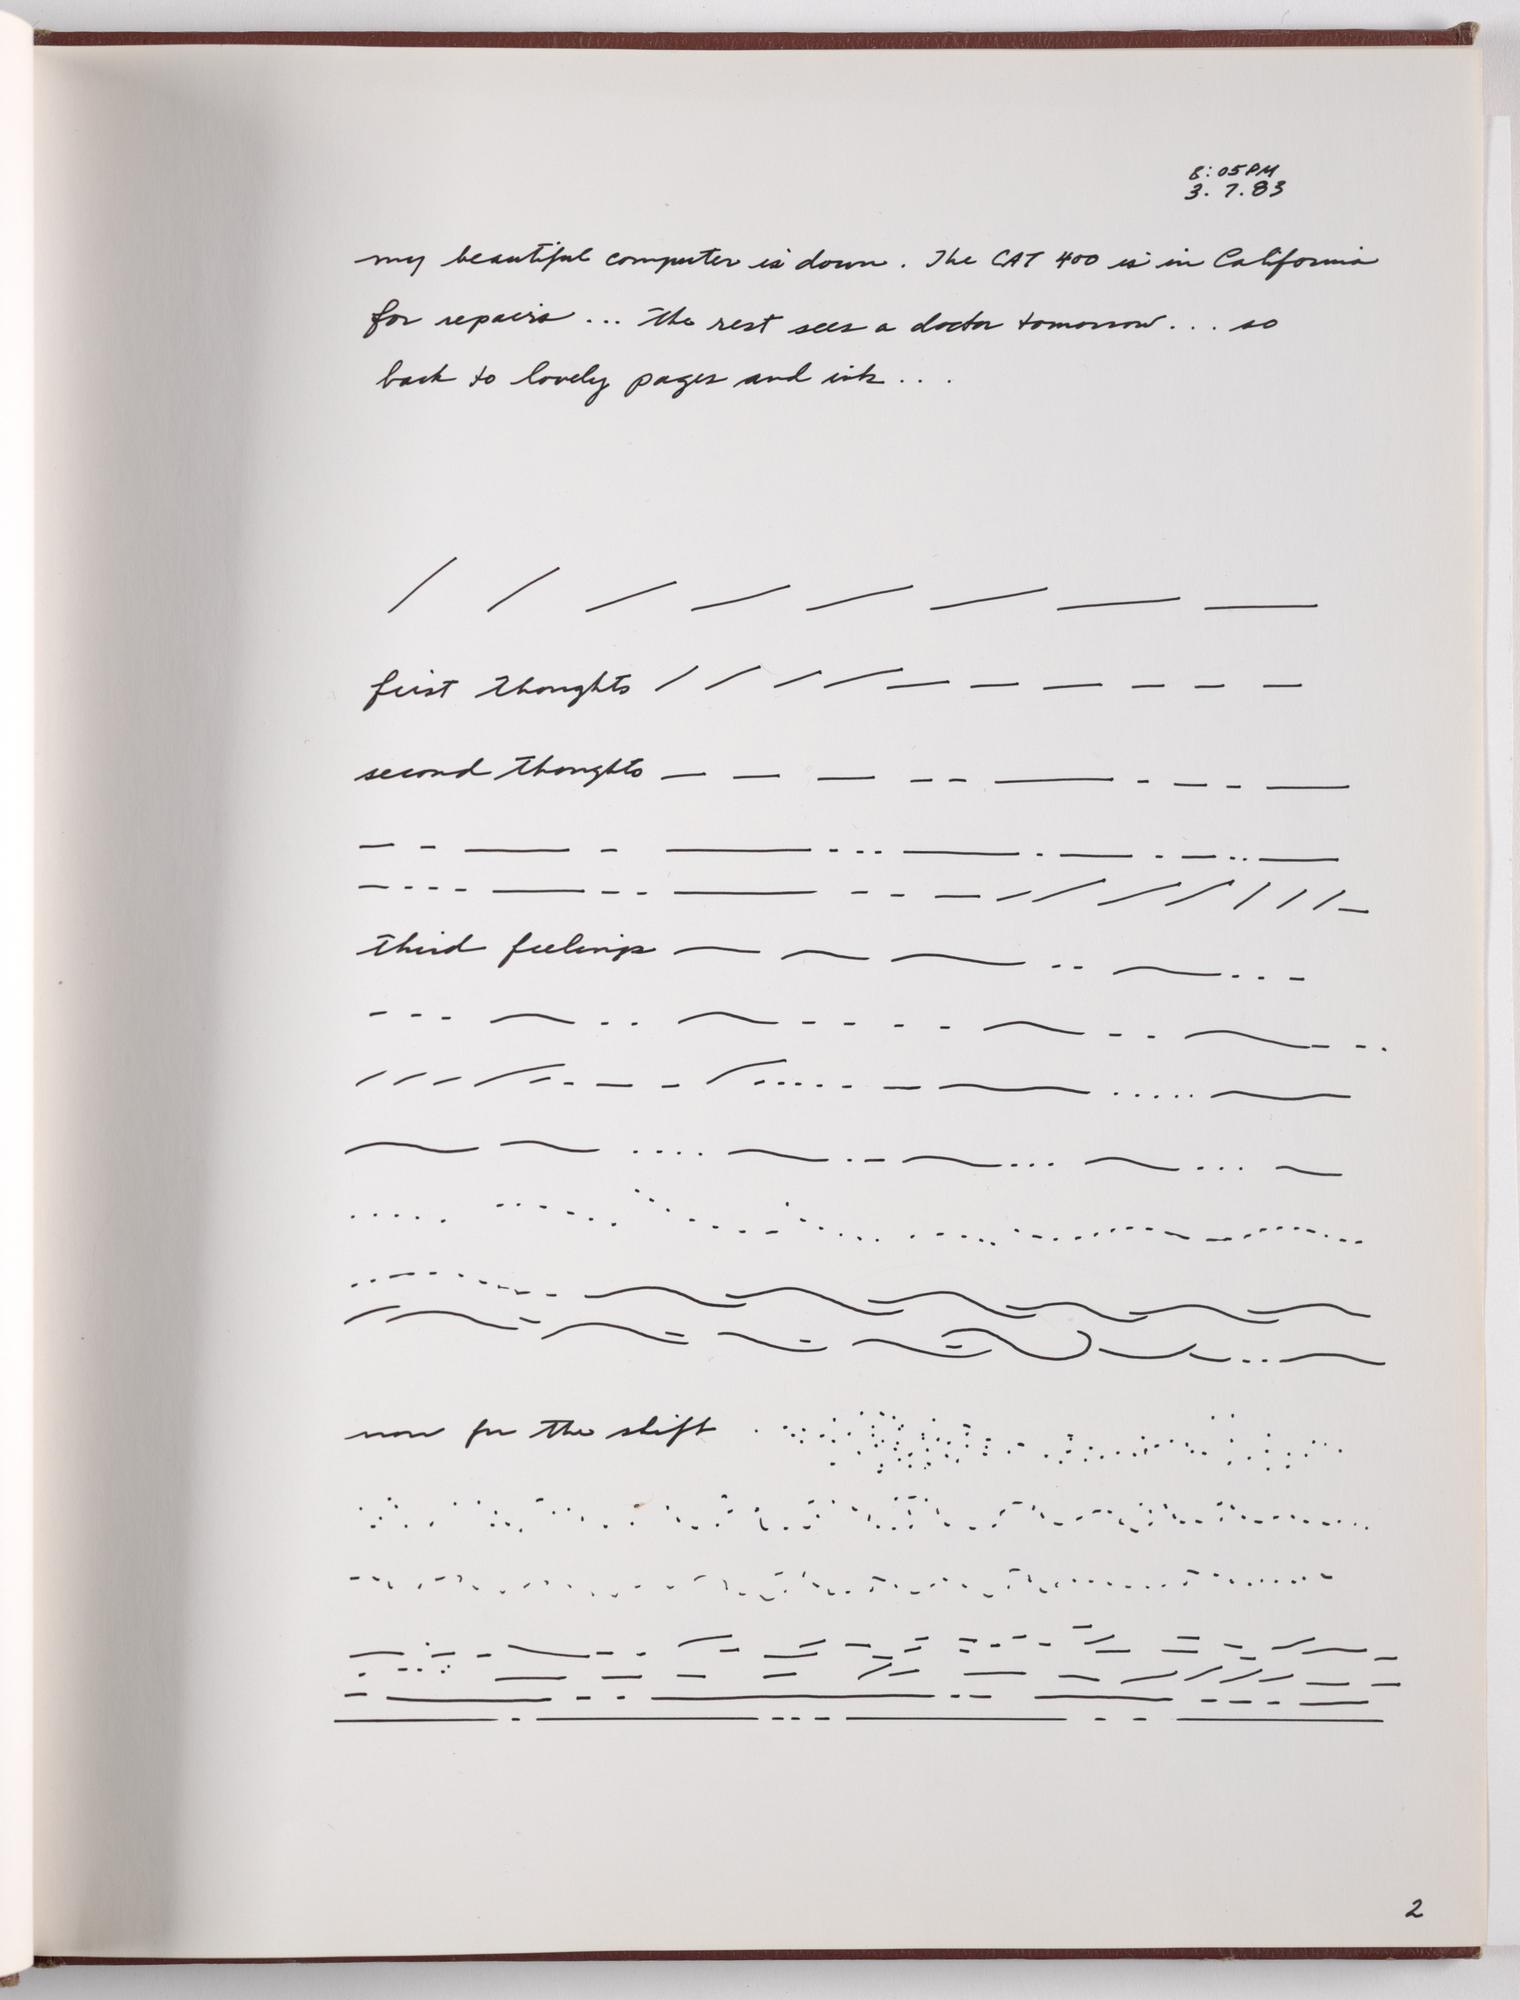 8:05PM
3.7.83
my beautiful computer is down. The CAT 400 is in California
for repairs ... the rest sees a doctor tomorrow... so
back to lovely pages and ink...
first thoughts
second thoughts
third feelings
now for the shift
2